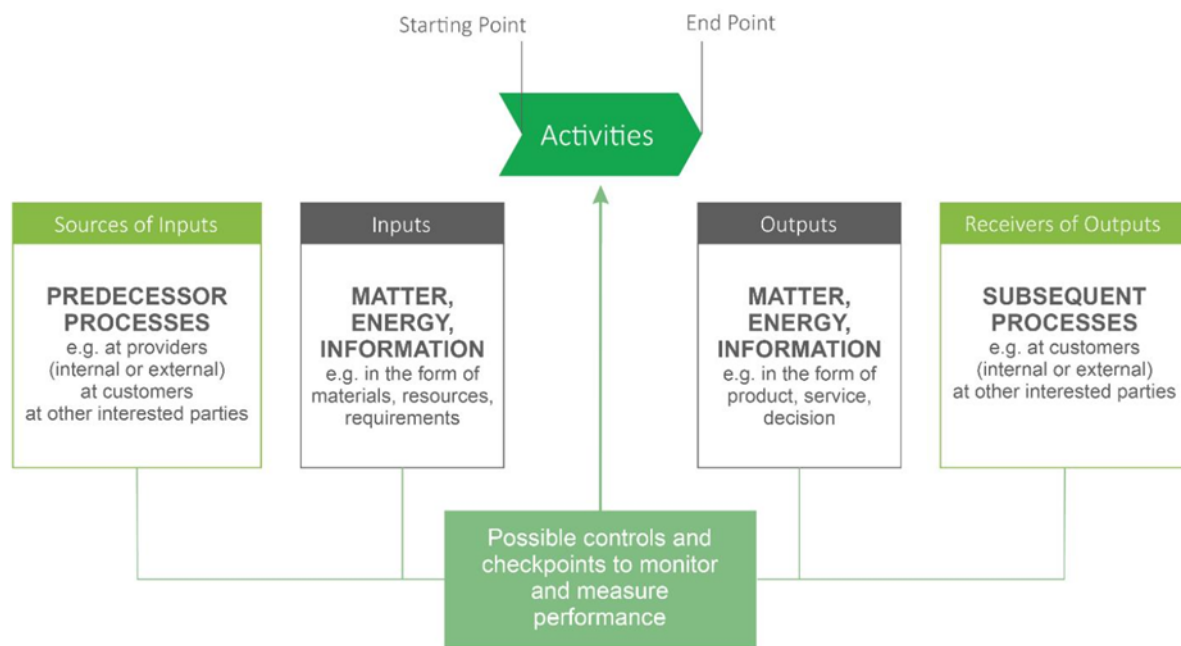 Starting Point
End Point
Activities
Sources of Inputs
PREDECESSOR
PROCESSES
e.g. at providers
(internal or external)
at customers
at other interested parties
Inputs
MATTER,
ENERGY,
INFORMATION
e.g. in the form of
materials, resources,
requirements
Outputs
MATTER,
ENERGY,
INFORMATION
e.g. in the form of
product, service,
decision
Receivers of Outputs
SUBSEQUENT
PROCESSES
e.g. at customers
(internal or external)
at other interested parties
Possible controls and
checkpoints to monitor
and measure
performance